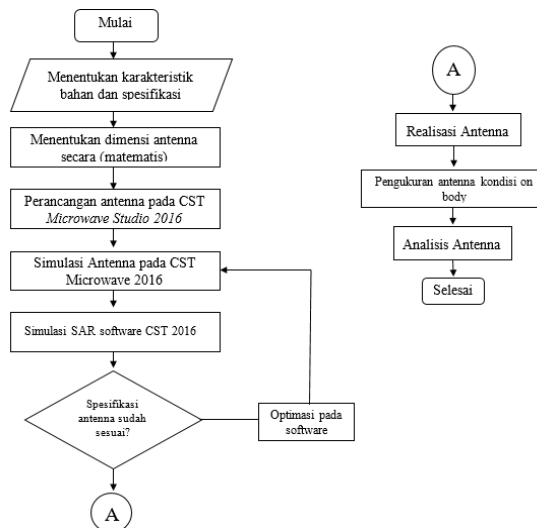 Mulai
Menentukan karakteristik
bahan dan spesifikasi
Menentukan dimensi antenna
secara (matematis)
Perancangan antenna pada CST
Microwave Studio 2016
Simulasi Antenna pada CST
Microwave 2016
Simulasi SAR software CST 2016
Spesifikasi
antenna sudah
sesuai?
Optimasi pada
software
A
A
Realisasi Antenna
Pengukuran antenna kondisi on
body
Analisis Antenna
Selesai